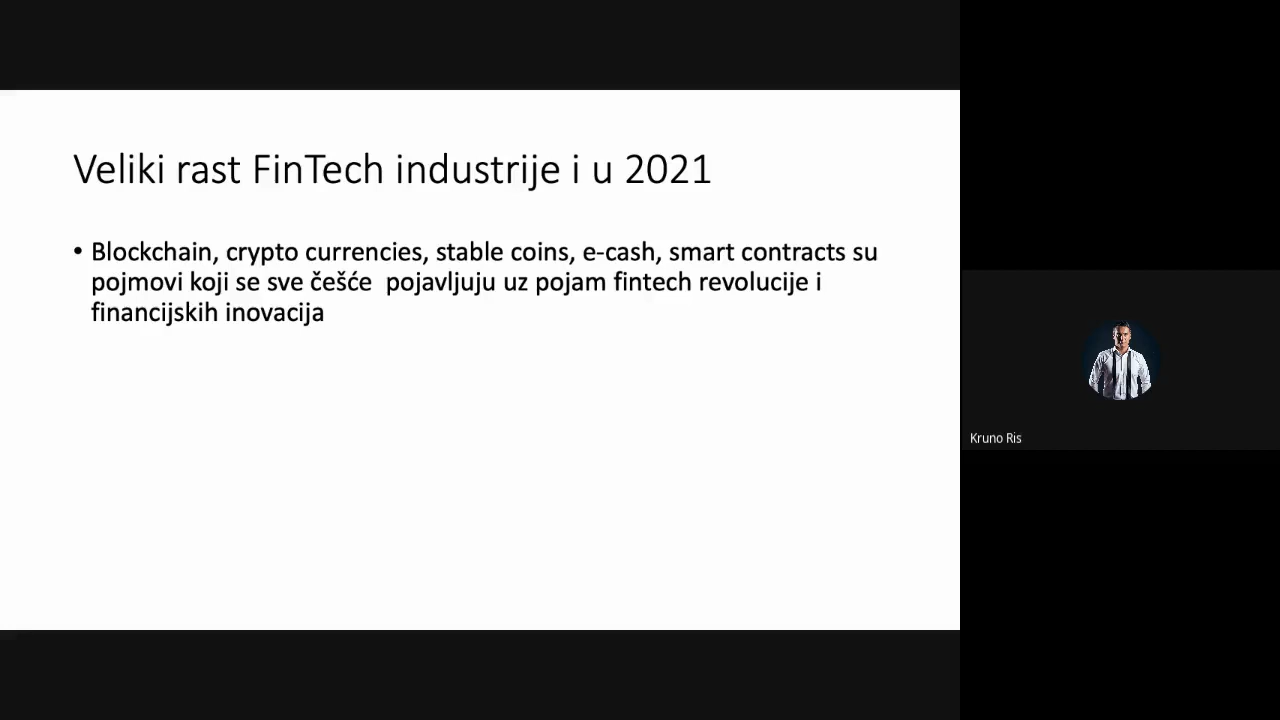 Veliki rast FinTech industrije i u 2021
• Blockchain, crypto currencies, stable coins, e-cash, smart contracts su
pojmovi koji se sve češće  pojavljuju uz pojam fintech revolucije i
financijskih inovacija
Kruno Ris